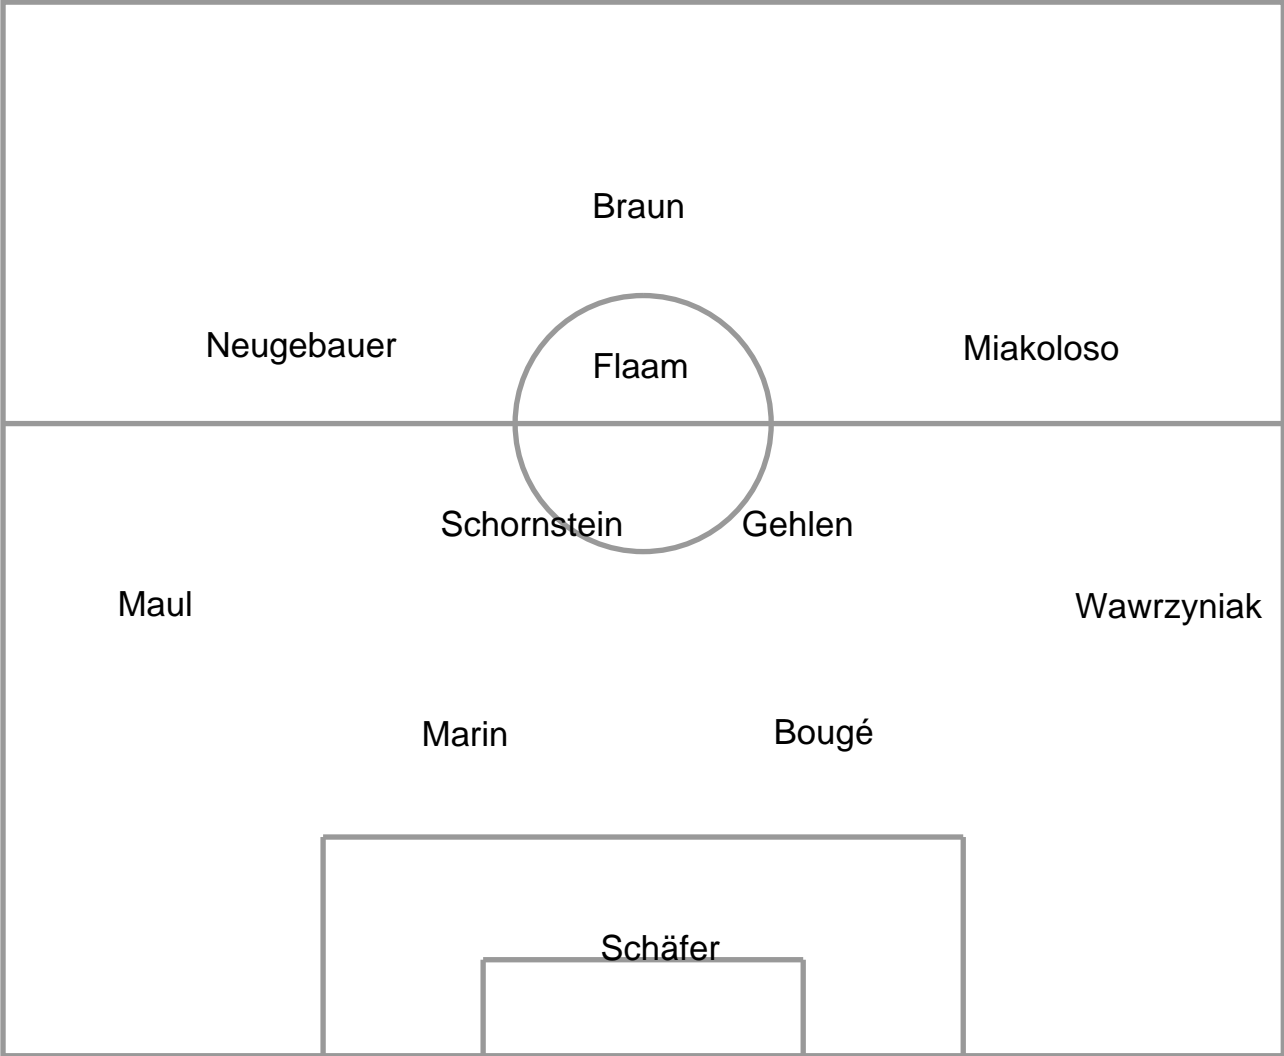 Braun
Neugebauer
Flaam
Miakoloso
Schornstein
Gehlen
Maul
Wawrzyniak
Marin
Bougé
Schäfer